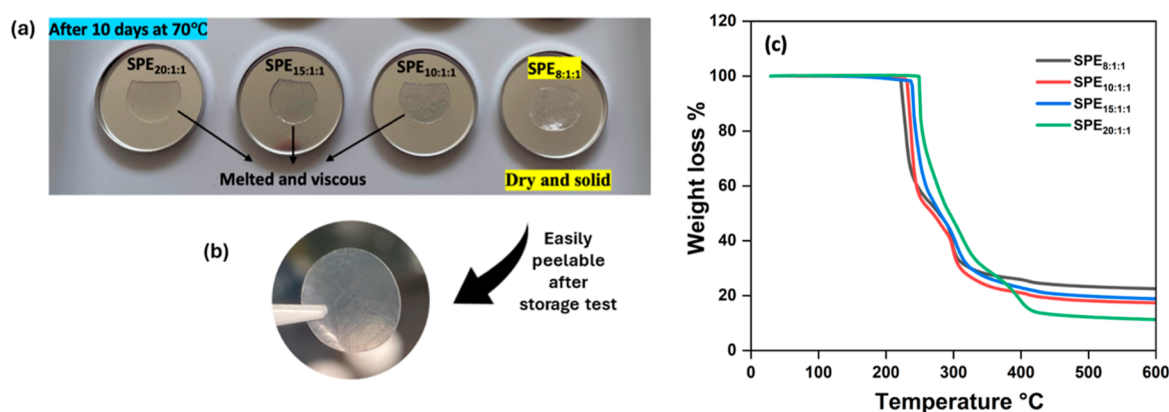 (a)
After 10 days at 70℃
SPE20:1:1
SPE15:1:1
SPE10:1:1
SPE8:1:1
Melted and viscous
Dry and solid
(b)
Easily
peelable
after
storage test
(c)
SPE8:1:1
SPE10:1:1
SPE15:1:1
SPE20:1:1
Weight loss %
120
100
80
60
40
20
0
0 100 200 300 400 500 600
Temperature °C